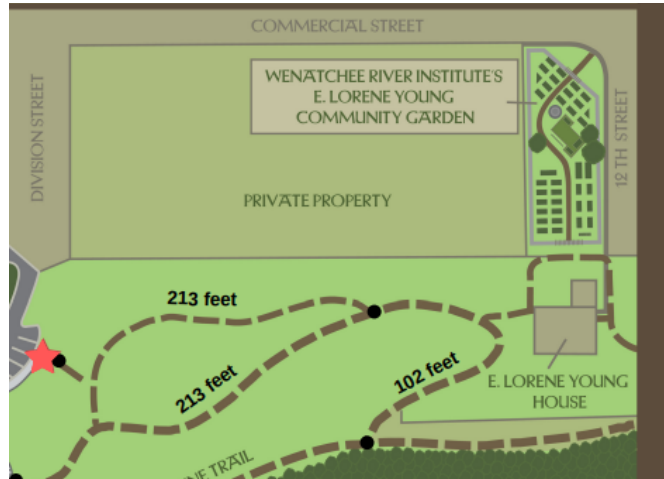 COMMERCIAL STREET
WENATCHEE RIVER INSTITUTE'S
E. LORENE YOUNG
COMMUNITY GARDEN
DIVISION STREET
12 TH STREET
PRIVATE PROPERTY
213 feet
213 feet
102 feet
E. LORENE YOUNG
HOUSE
TRAIL